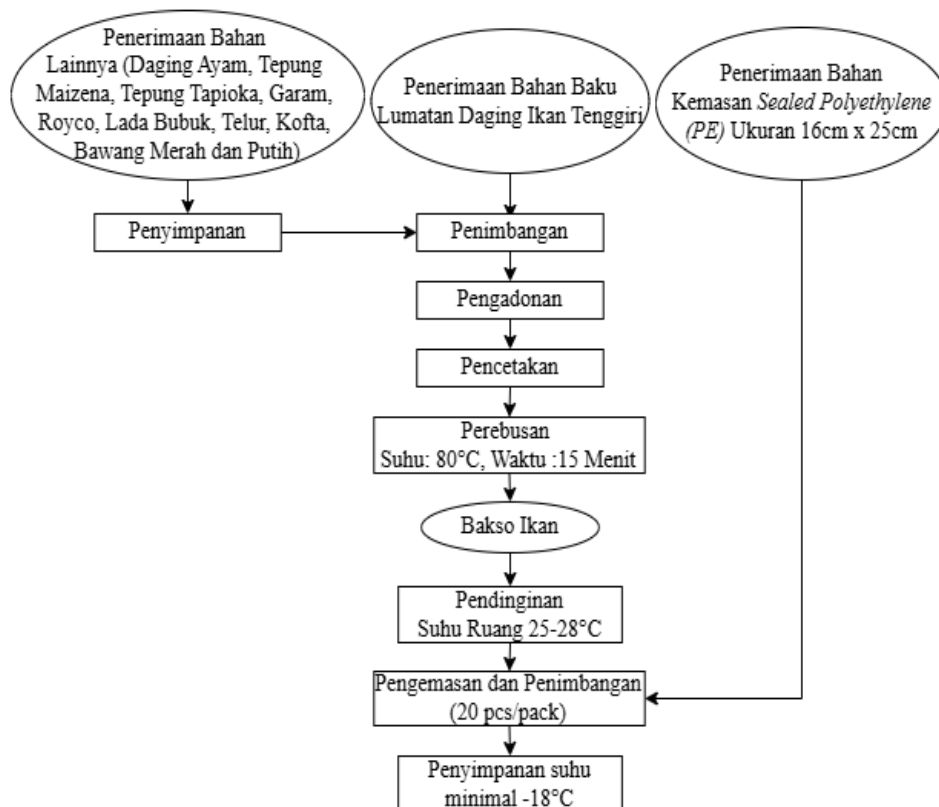 Penerimaan Bahan
Lainnya (Daging Ayam, Tepung
Maizena, Tepung Tapioka, Garam,
Royco, Lada Bubuk, Telur, Kofta,
Bawang Merah dan Putih)
Penerimaan Bahan Baku
Lumatan Daging Ikan Tenggiri
Penerimaan Bahan
Kemasan Sealed Polyethylene
(PE) Ukuran 16cm x 25cm
Penyimpanan
Penimbangan
Pengadonan
Pencetakan
Perebusan
Suhu: 80°C, Waktu :15 Menit
Bakso Ikan
Pendinginan
Suhu Ruang 25-28°C
Pengemasan dan Penimbangan
(20 pcs/pack)
Penyimpanan suhu
minimal -18°C